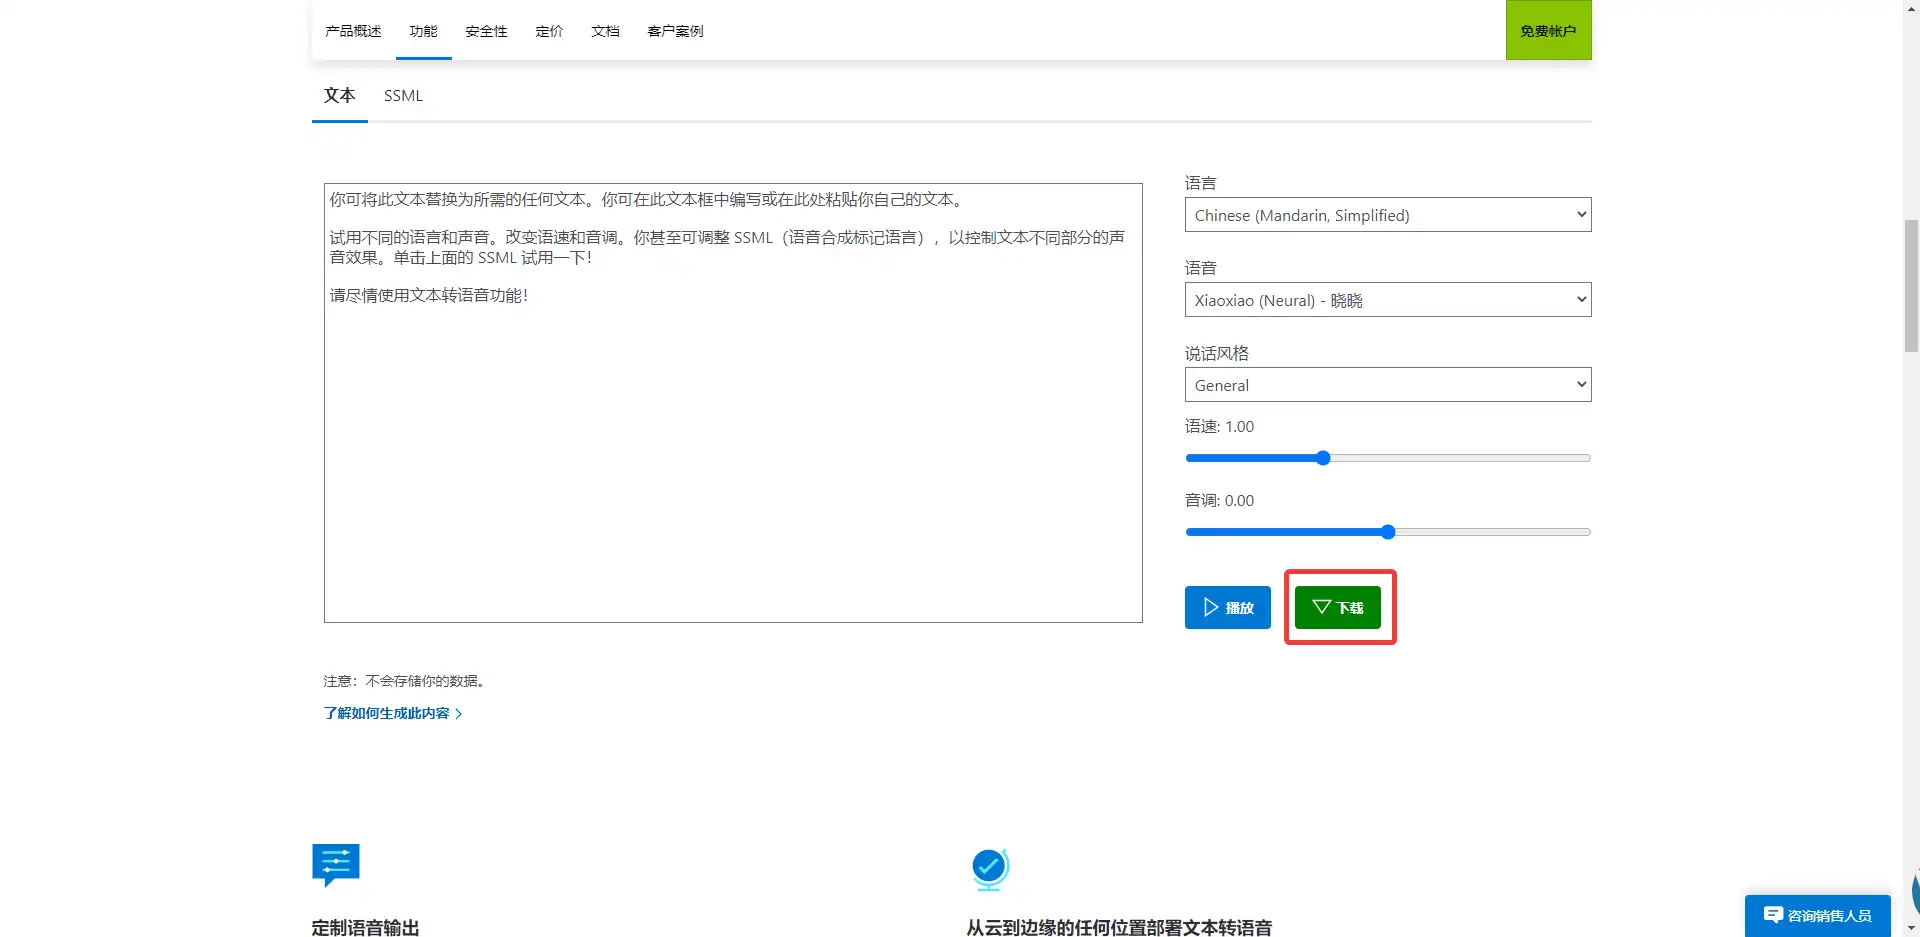 产品概述 功能 安全性 定价 文档 客户案例 免费帐户
文本 SSML
你可将此文本替换为所需的任何文本。你可在此文本框中编写或在此处粘贴你自己的文本。
试用不同的语言和声音。改变语速和音调。你甚至可调整 SSML（语音合成标记语言），以控制文本不同部分的声
音效果。单击上面的 SSML 试用一下！
请尽情使用文本转语音功能！
语言
Chinese (Mandarin, Simplified)
语音
Xiaoxiao (Neural) - 晓晓
说话风格
General
语速: 1.00
音调: 0.00
播放 下载
注意：不会存储你的数据。
了解如何生成此内容
定制语音输出
从云到边缘的任何位置部署文本转语音
咨询销售人员